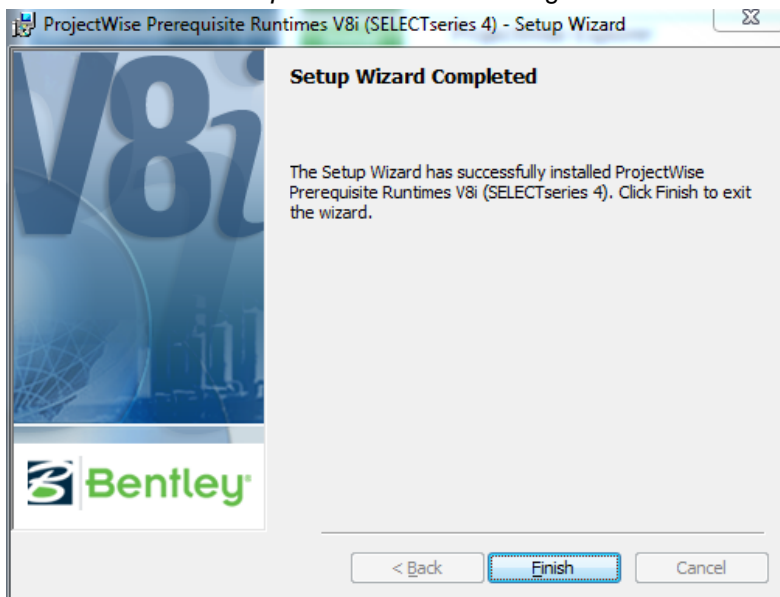 ProjectWise Prerequisite Runtimes V8i (SELECTseries 4) - Setup Wizard
V8i
Setup Wizard Completed
The Setup Wizard has successfully installed ProjectWise
Prerequisite Runtimes V8i (SELECTseries 4). Click Finish to exit
the wizard.
Bentley®
< Back
Finish
Cancel